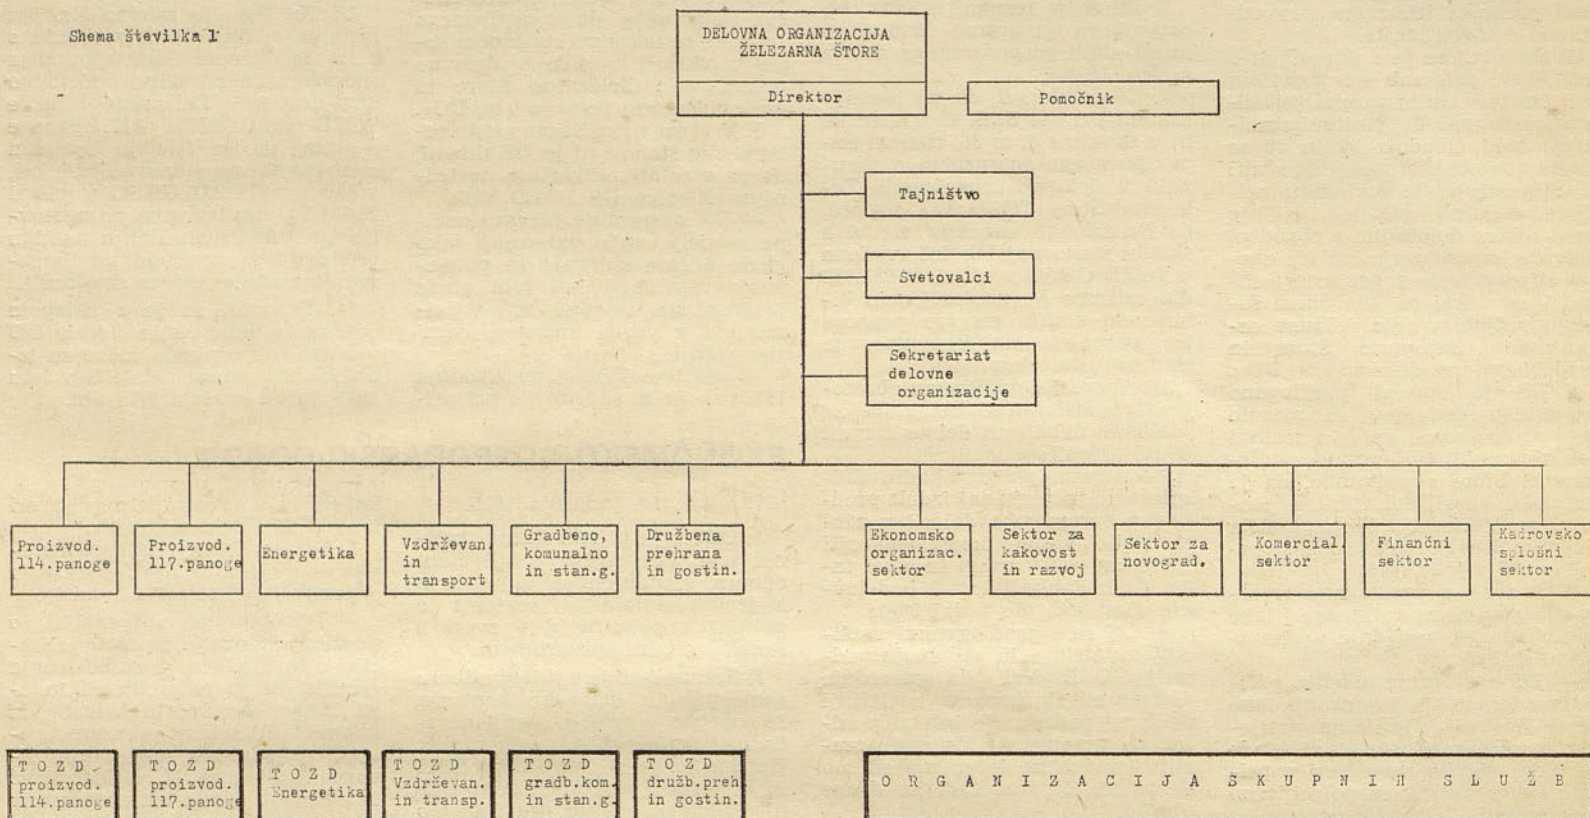 Shema številka 1
DELOVNA ORGANIZACIJA
ŽELEZARNA ŠTORE
Direktor
Pomočnik
Tajništvo
Svetovalci
Sekretariat
delovne
organizacije
Proizvod.
114.panoge
Proizvod.
117.panoge
Energetika
Vzdrževan.
in
transport
Gradbeno,
komunalno
in stan.g.
Družbena
prehrana
in gostin.
Ekonomsko
organizac.
sektor
Sektor za
kakovost
in razvoj
Sektor za
novograd.
Komercial.
sektor
Finančni
sektor
Kadrovsko
splošni
sektor
T O Z D
proizvod.
114.panoge
T O Z D
proizvod.
117.panoge
T O Z D
Energetika
T O Z D
Vzdrževan.
in transp.
T O Z D
gradb.kom.
in stan.g.
T O Z D
družb.preh
in gostin.
O R G A N I Z A C I J A S K U P N I H S L U Ž B